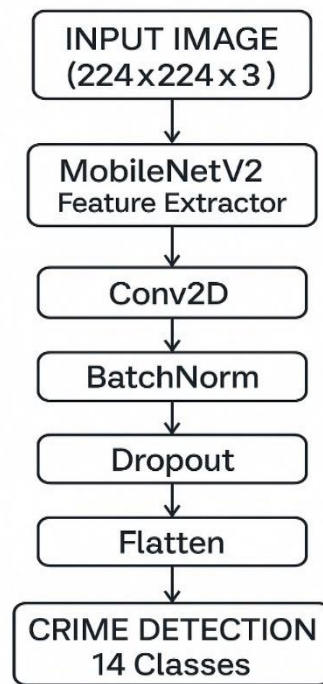 INPUT IMAGE
(224x224x3)
MobileNetV2
Feature Extractor
Conv2D
BatchNorm
Dropout
Flatten
CRIME DETECTION
14 Classes